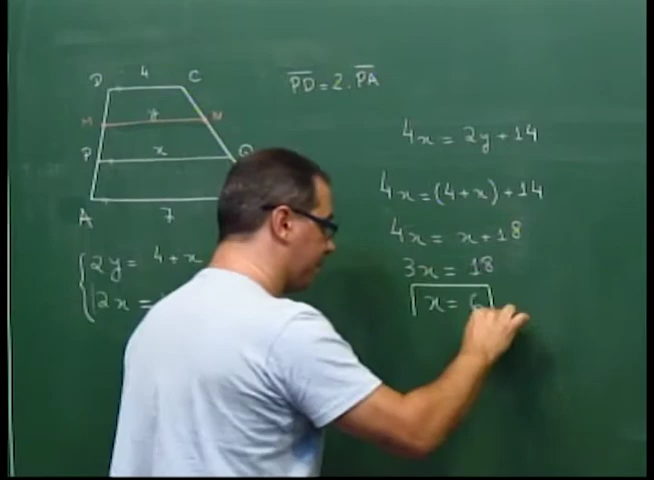 D 4 C
PD = 2 . PA
M y N
P x Q
A 7
4x = 2y + 14
4x = (4 + x) + 14
4x = x + 18
3x = 18
x = 6
2y = 4 + x
2x =